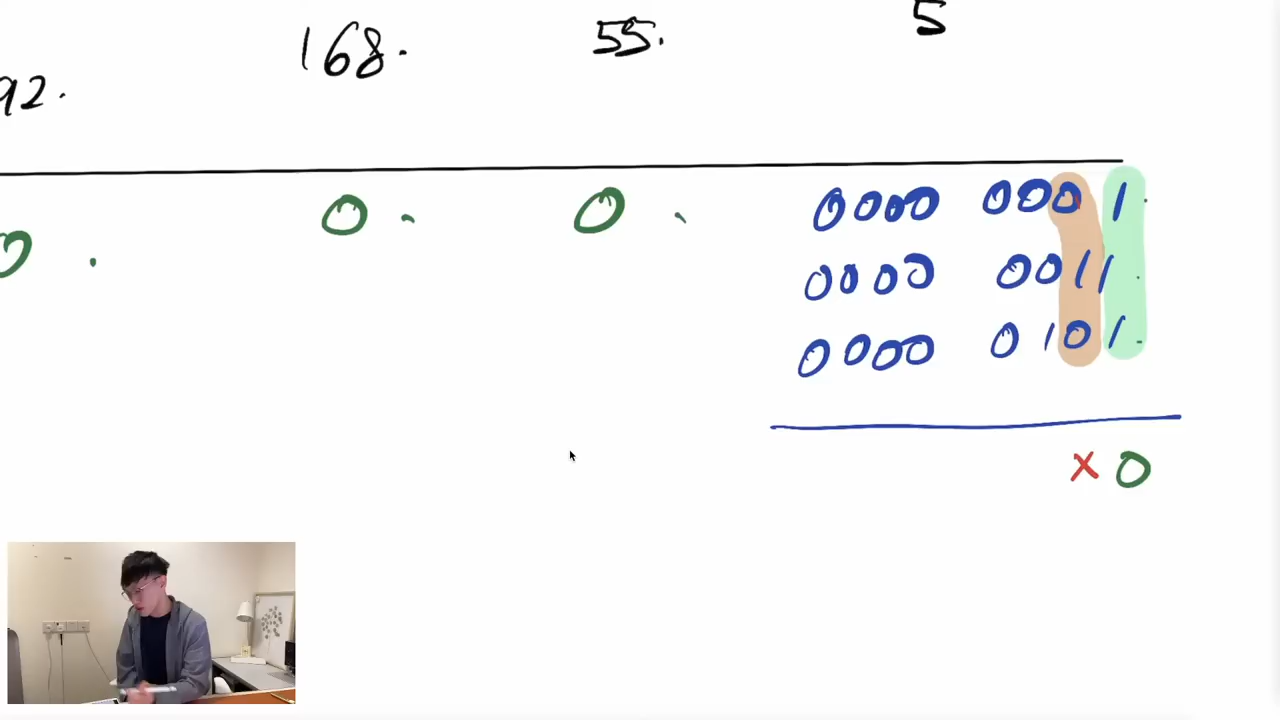 92. 168. 55. 5
0. 0. 0. 0000 0001.
0000 0011.
0000 0101.
x 0